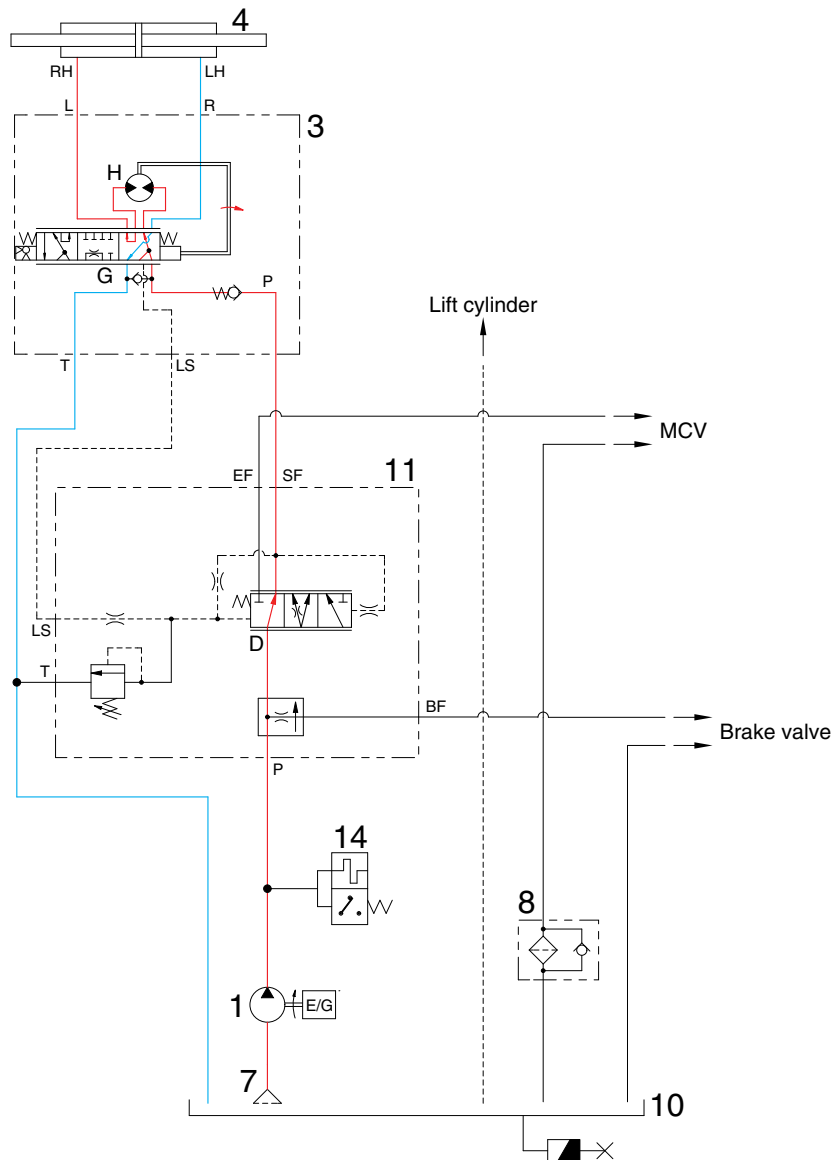 4
RH
LH
L
R
3
H
G
P
T
LS
Lift cylinder
MCV
EF
SF
11
LS
D
T
BF
Brake valve
P
14
8
1
E/G
7
10